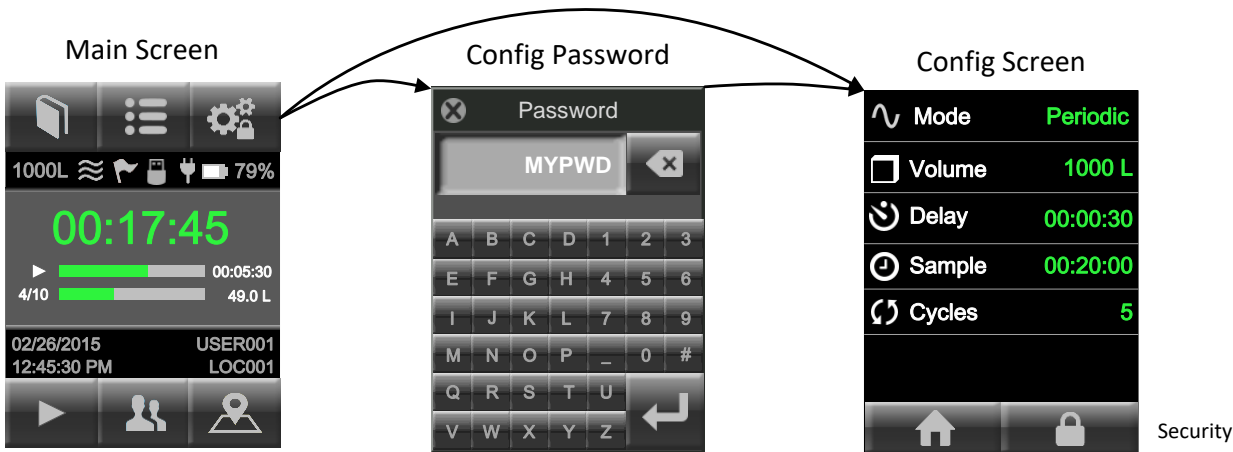 Main Screen
Config Password
Config Screen
1000L 79%
00:17:45
00:05:30
4/10 49.0 L
02/26/2015 USER001
12:45:30 PM LOC001
Password
MYPWD
A B C D 1 2 3
E F G H 4 5 6
I J K L 7 8 9
M N O P _ 0 #
Q R S T U
V W X Y Z
Mode Periodic
Volume 1000 L
Delay 00:00:30
Sample 00:20:00
Cycles 5
Security